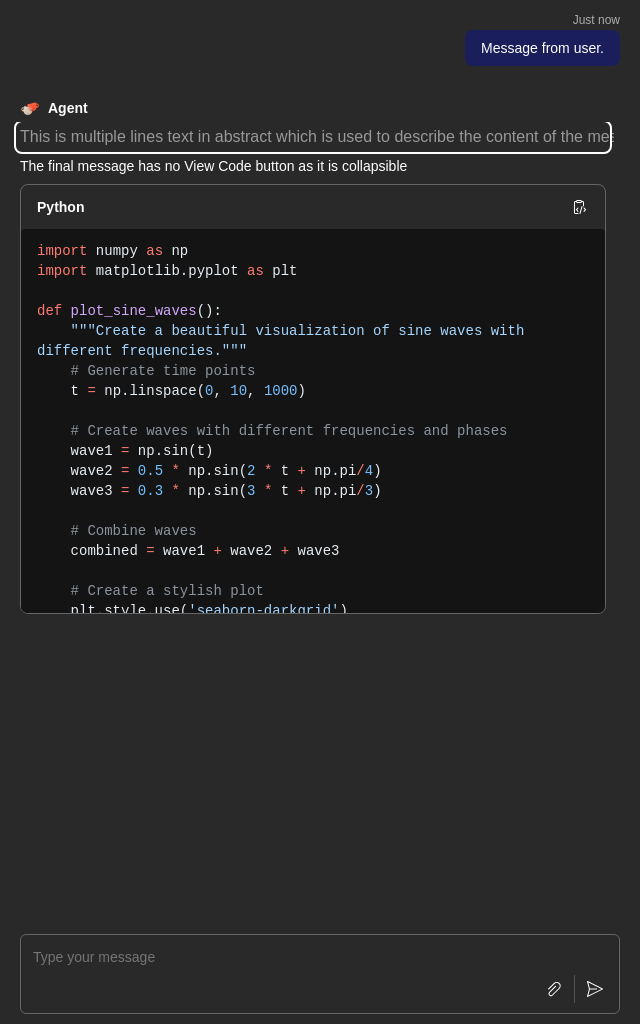 Just now
Message from user.
Agent
This is multiple lines text in abstract which is used to describe the content of the
The final message has no View Code button as it is collapsible
Python
import numpy as np
import matplotlib.pyplot as plt
def plot_sine_waves():
"""Create a beautiful visualization of sine waves with
different frequencies."""
# Generate time points
t = np.linspace(0, 10, 1000)
# Create waves with different frequencies and phases
wave1 = np.sin(t)
wave2 = 0.5 * np.sin(2 * t + np.pi/4)
wave3 = 0.3 * np.sin(3 * t + np.pi/3)
# Combine waves
combined = wave1 + wave2 + wave3
# Create a stylish plot
plt.style.use('seaborn-darkgrid')
Type your message